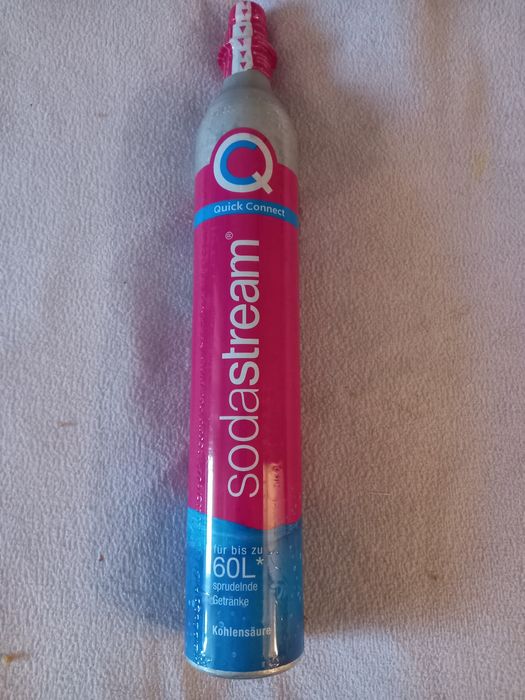 Quick Connect
sodastream®
für bis zu
60L*
sprudelnde
Getränke
Kohlensäure